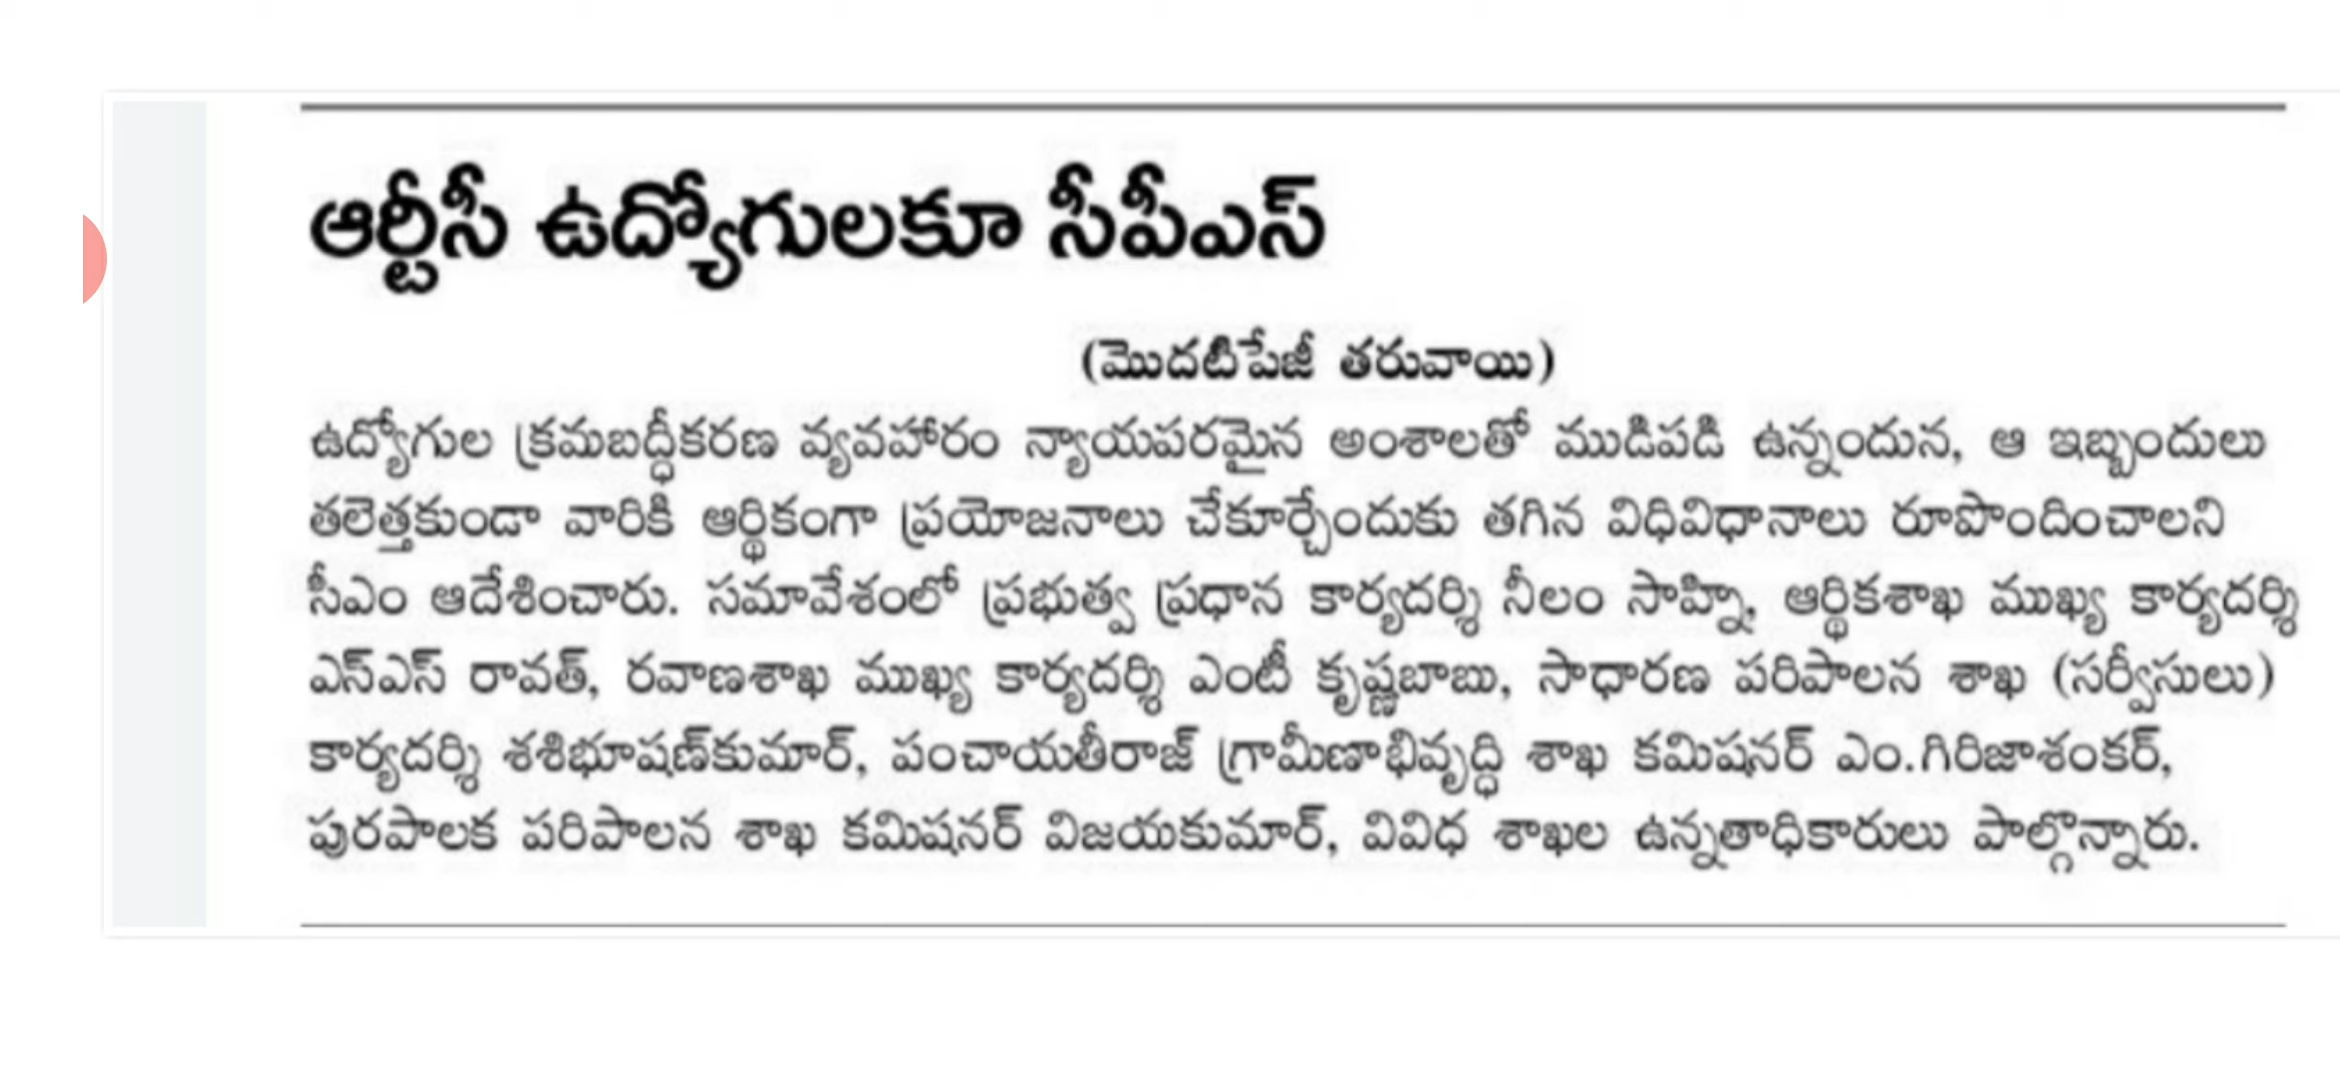 ఆర్టీసీ ఉద్యోగులకూ సీపీఎస్
(మొదటిపేజీ తరువాయి)
ఉద్యోగుల క్రమబద్ధీకరణ వ్యవహారం న్యాయపరమైన అంశాలతో ముడిపడి ఉన్నందున, ఆ ఇబ్బందులు
తలెత్తకుండా వారికి ఆర్థికంగా ప్రయోజనాలు చేకూర్చేందుకు తగిన విధివిధానాలు రూపొందించాలని
సీఎం ఆదేశించారు. సమావేశంలో ప్రభుత్వ ప్రధాన కార్యదర్శి నీలం సాహ్ని, ఆర్థికశాఖ ముఖ్య కార్యదర్శి
ఎస్ఎస్ రావత్, రవాణశాఖ ముఖ్య కార్యదర్శి ఎంటీ కృష్ణబాబు, సాధారణ పరిపాలన శాఖ (సర్వీసులు)
కార్యదర్శి శశిభూషణ్‌కుమార్, పంచాయతీరాజ్ గ్రామీణాభివృద్ధి శాఖ కమిషనర్ ఎం.గిరిజాశంకర్,
పురపాలక పరిపాలన శాఖ కమిషనర్ విజయకుమార్, వివిధ శాఖల ఉన్నతాధికారులు పాల్గొన్నారు.